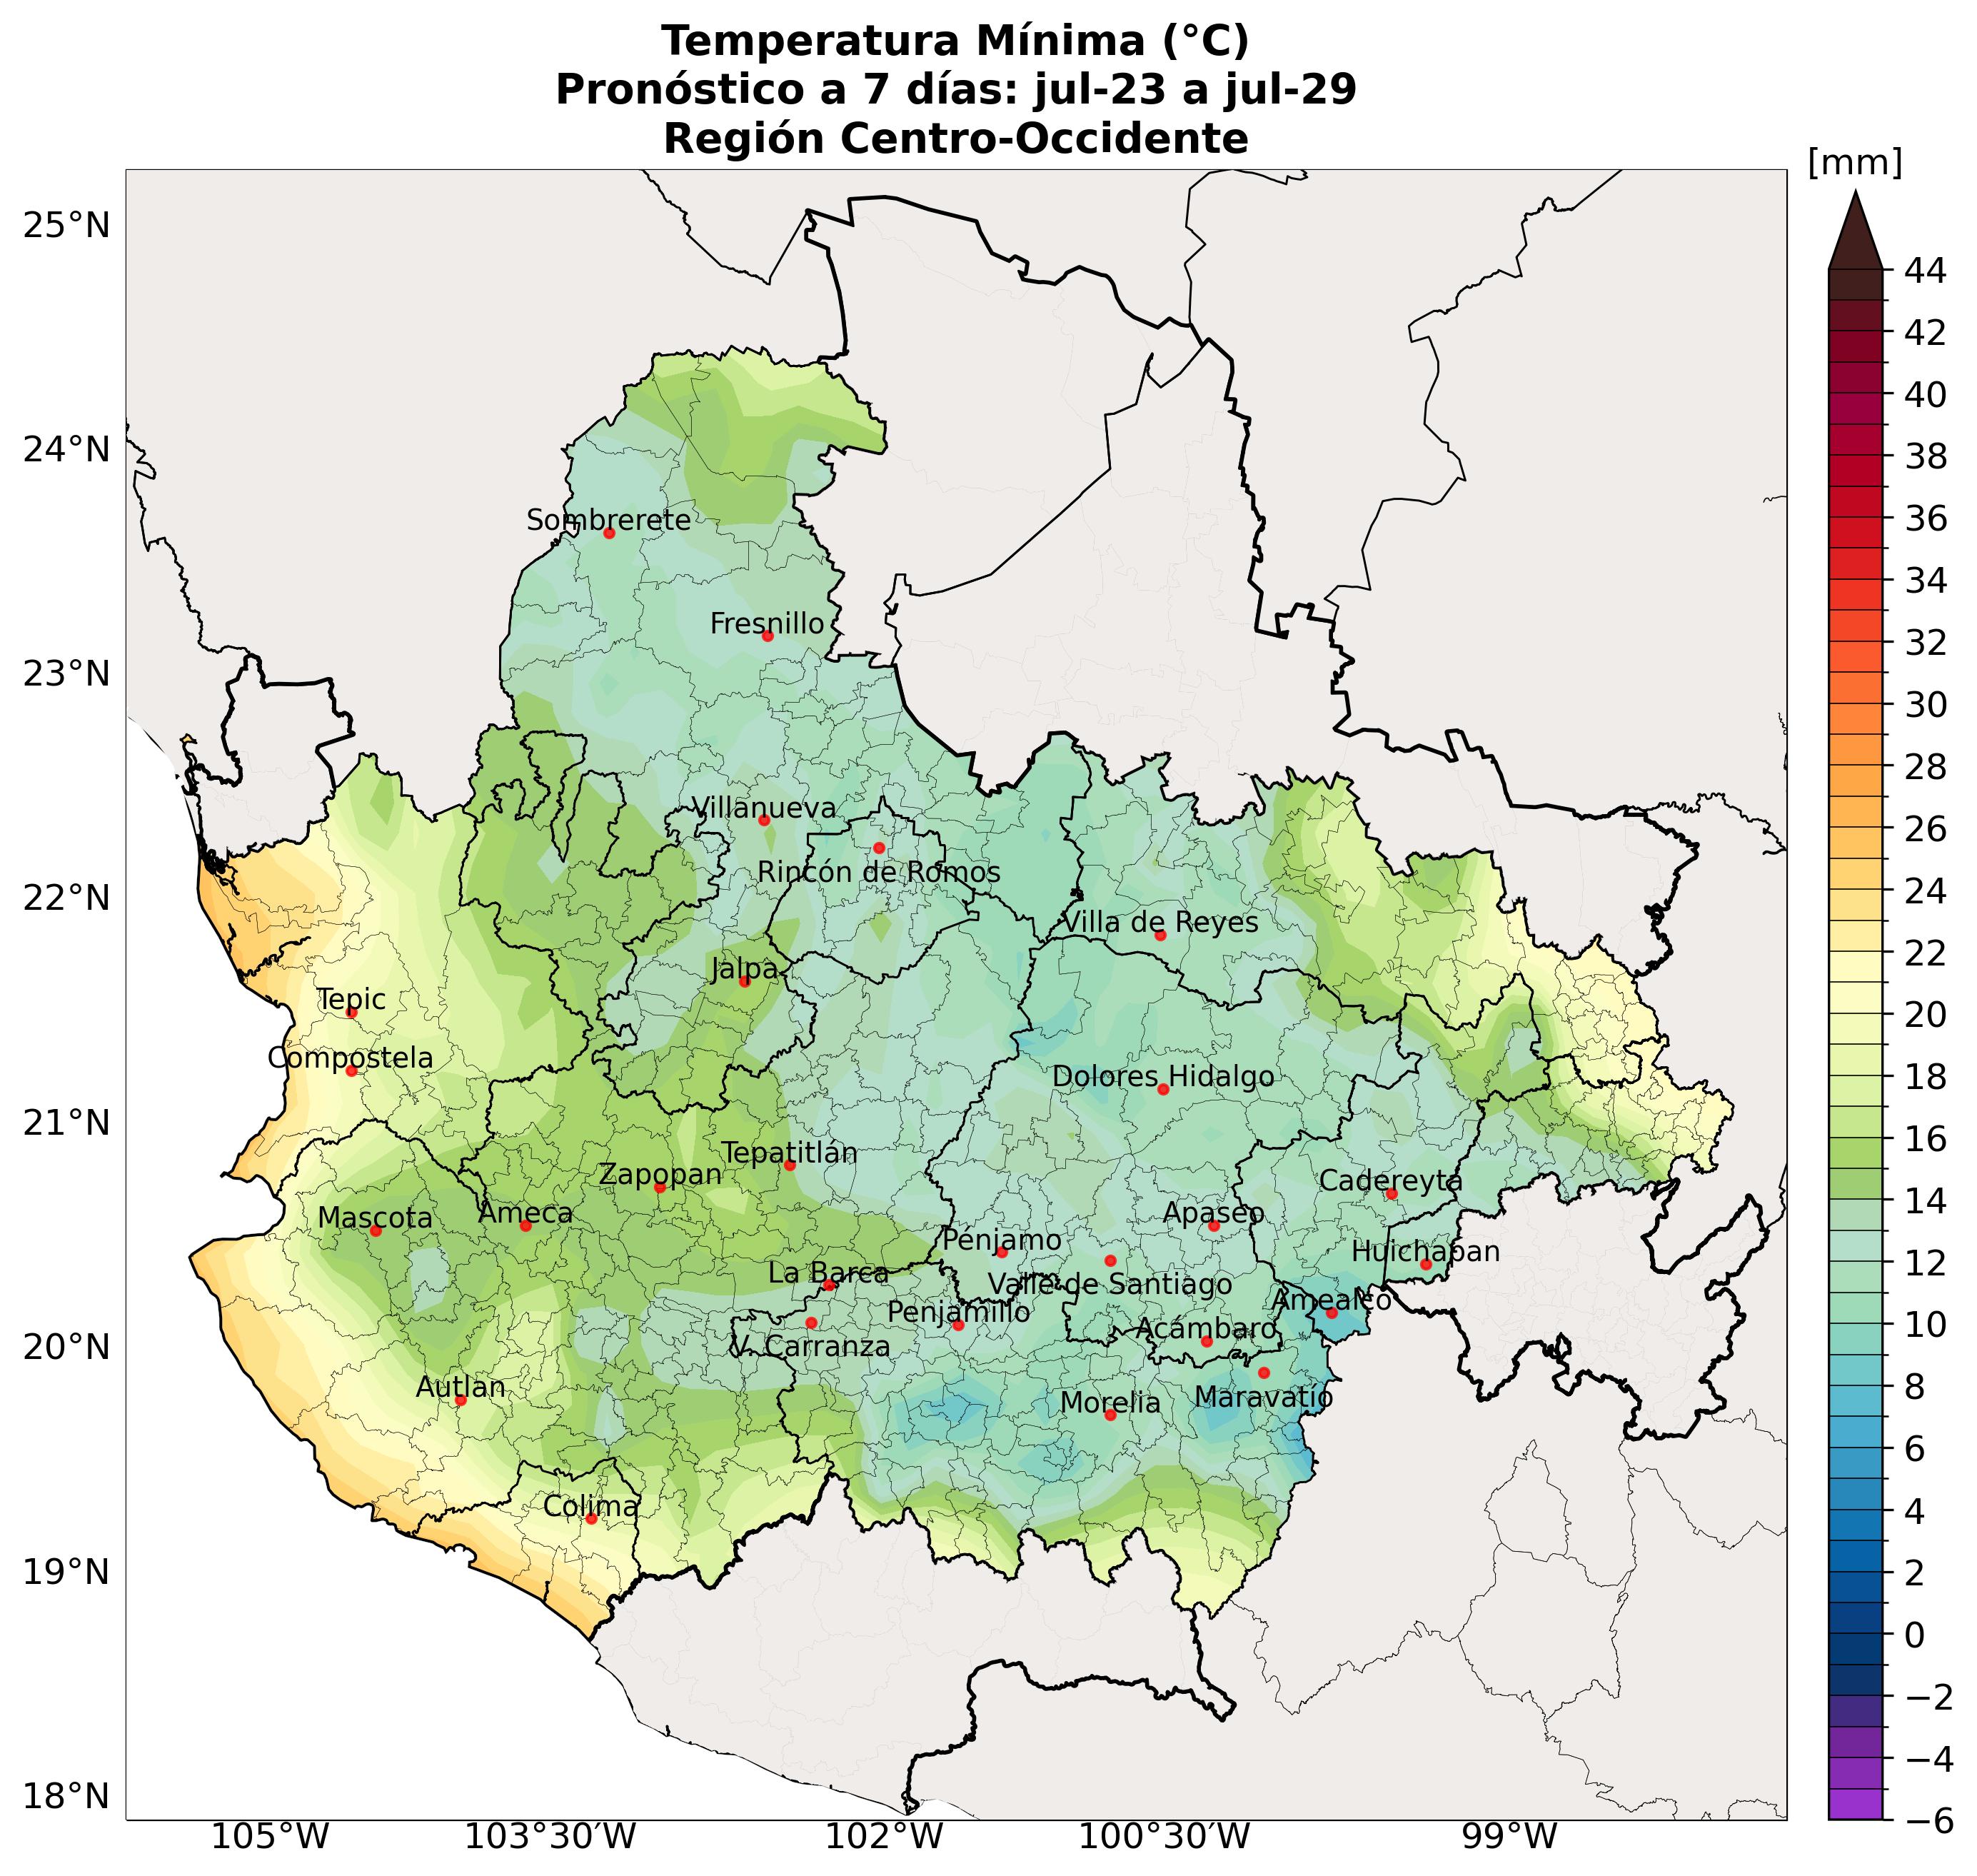 Temperatura Mínima (°C)
Pronóstico a 7 días: jul-23 a jul-29
Región Centro-Occidente
[mm]
25°N
24°N
23°N
22°N
21°N
20°N
19°N
18°N
105°W
103°30'W
102°W
100°30'W
99°W
44
42
40
38
36
34
32
30
28
26
24
22
20
18
16
14
12
10
8
6
4
2
0
−2
−4
−6
Sombrerete
Fresnillo
Villanueva
Rincón de Romos
Villa de Reyes
Jalpa
Tepic
Compostela
Dolores Hidalgo
Tepatitlán
Zapopan
Cadereyta
Mascota
Ameca
Apaseo
Pénjamo
Huichapan
La Barca
Valle de Santiago
Amealco
Penjamillo
Acámbaro
V. Carranza
Autlan
Maravatío
Morelia
Colima